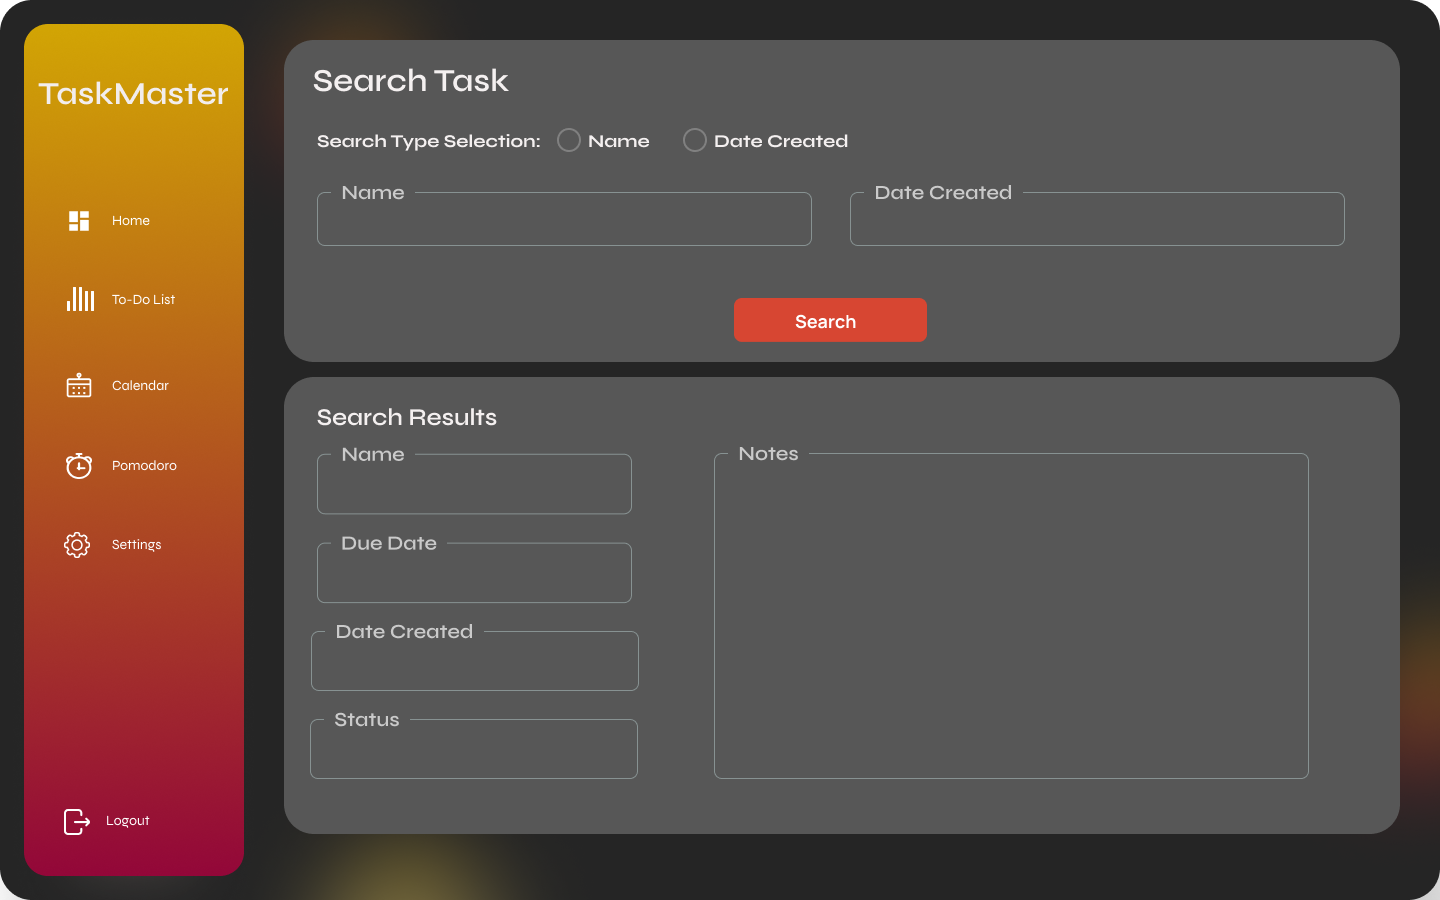 TaskMaster
Home
To-Do List
Calendar
Pomodoro
Settings
Logout
Search Task
Search Type Selection: Name Date Created
Name Date Created
Search
Search Results
Name
Due Date
Date Created
Status
Notes